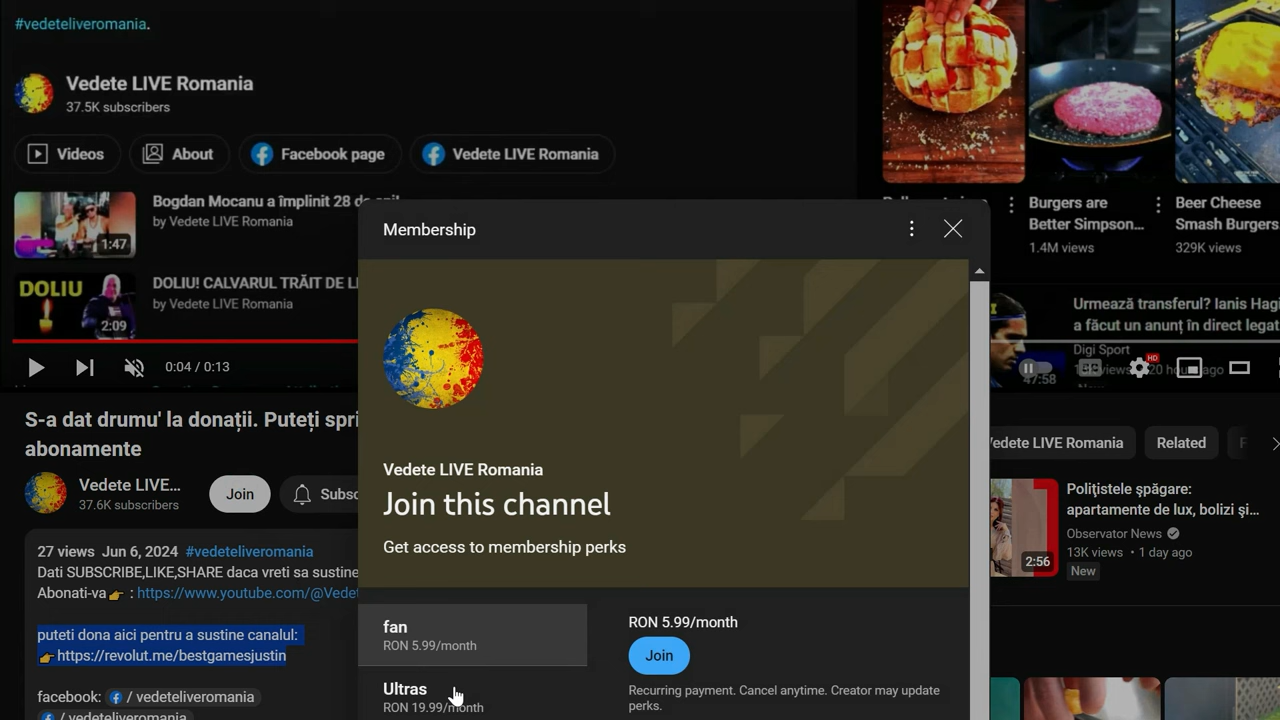 #vedeteliveromania.
Vedete LIVE Romania
37.5K subscribers
Videos
About
Facebook page
Vedete LIVE Romania
Bogdan Mocanu a împlinit 28 de
by Vedete LIVE Romania
1:47
DOLIU
DOLIU! CALVARUL TRĂIT DE
by Vedete LIVE Romania
2:09
0:04 / 0:13
S-a dat drumu' la donații. Puteți
abonamente
Vedete LIVE...
37.6K subscribers
Join
27 views Jun 6, 2024 #vedeteliveromania
Dati SUBSCRIBE,LIKE,SHARE daca vreti sa sustine
Abonati-va👉 : https://www.youtube.com/@Vedet
puteti dona aici pentru a sustine canalul:
👉https://revolut.me/bestgamesjustin
facebook: / vedeteliveromania
/ vedeteliveromania
Membership
Vedete LIVE Romania
Join this channel
Get access to membership perks
fan
RON 5.99/month
Ultras
RON 19.99/month
RON 5.99/month
Join
Recurring payment. Cancel anytime. Creator may update
perks.
Burgers are
Better Simpson...
1.4M views
Beer Cheese
Smash Burgers
329K views
Urmează transferul? Ianis Hagi
a făcut un anunț în direct
Digi Sport
20 hours ago
HD
47:58
Vedete LIVE Romania
Related
Polițistele șpăgare:
apartamente de lux, bolizi și...
Observator News
13K views • 1 day ago
New
2:56